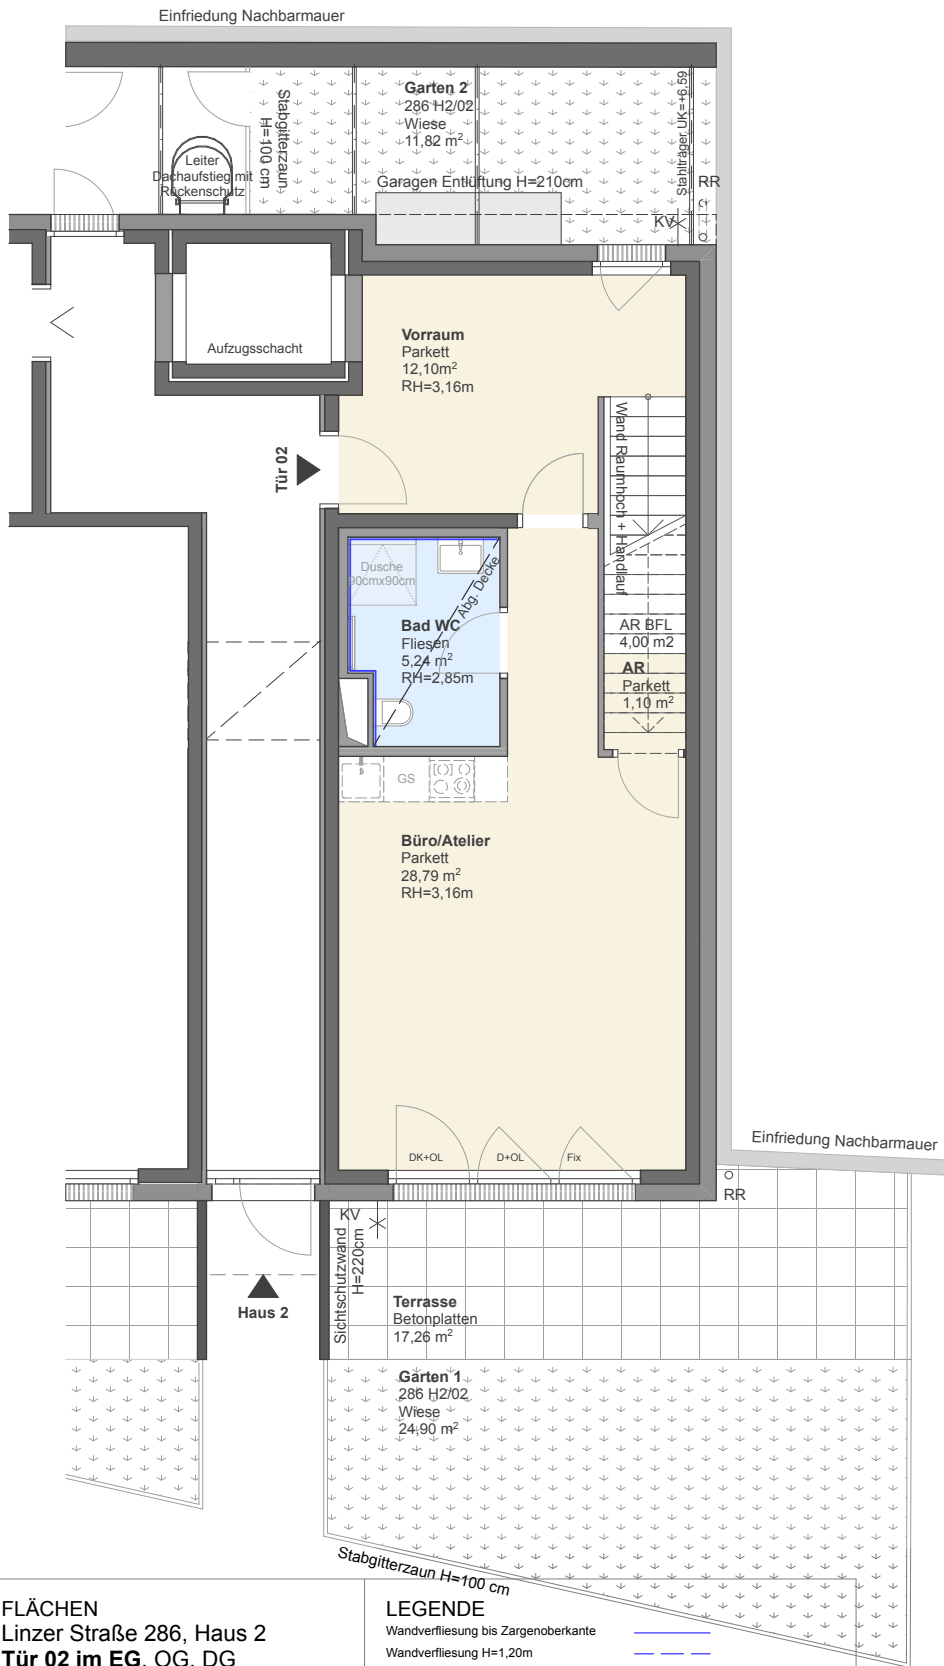 Einfriedung Nachbarmauer
Garten 2
286 H2/02
Wiese
11,82 m²
Stabgitterzaun
H=100 cm
Stahlträger UK=+6,59
Leiter
Dachaufstieg mit
Rückenschutz
Garagen Entlüftung H=210cm
RR
KV
Aufzugsschacht
Vorraum
Parkett
12,10m²
RH=3,16m
Tür 02
Wand Raumhoch + Handlauf
Dusche
90cmx90cm
Abg. Decke
Bad WC
Fliesen
5,24 m²
RH=2,85m
AR BFL
4,00 m2
AR
Parkett
1,10 m²
GS
Büro/Atelier
Parkett
28,79 m²
RH=3,16m
Einfriedung Nachbarmauer
DK+OL
D+OL
Fix
RR
KV
Sichtschutzwand
H=220cm
Haus 2
Terrasse
Betonplatten
17,26 m²
Garten 1
286 H2/02
Wiese
24,90 m²
Stabgitterzaun H=100 cm
FLÄCHEN
Linzer Straße 286, Haus 2
Tür 02 im EG, OG, DG
LEGENDE
Wandverfliesung bis Zargenoberkante
Wandverfliesung H=1,20m